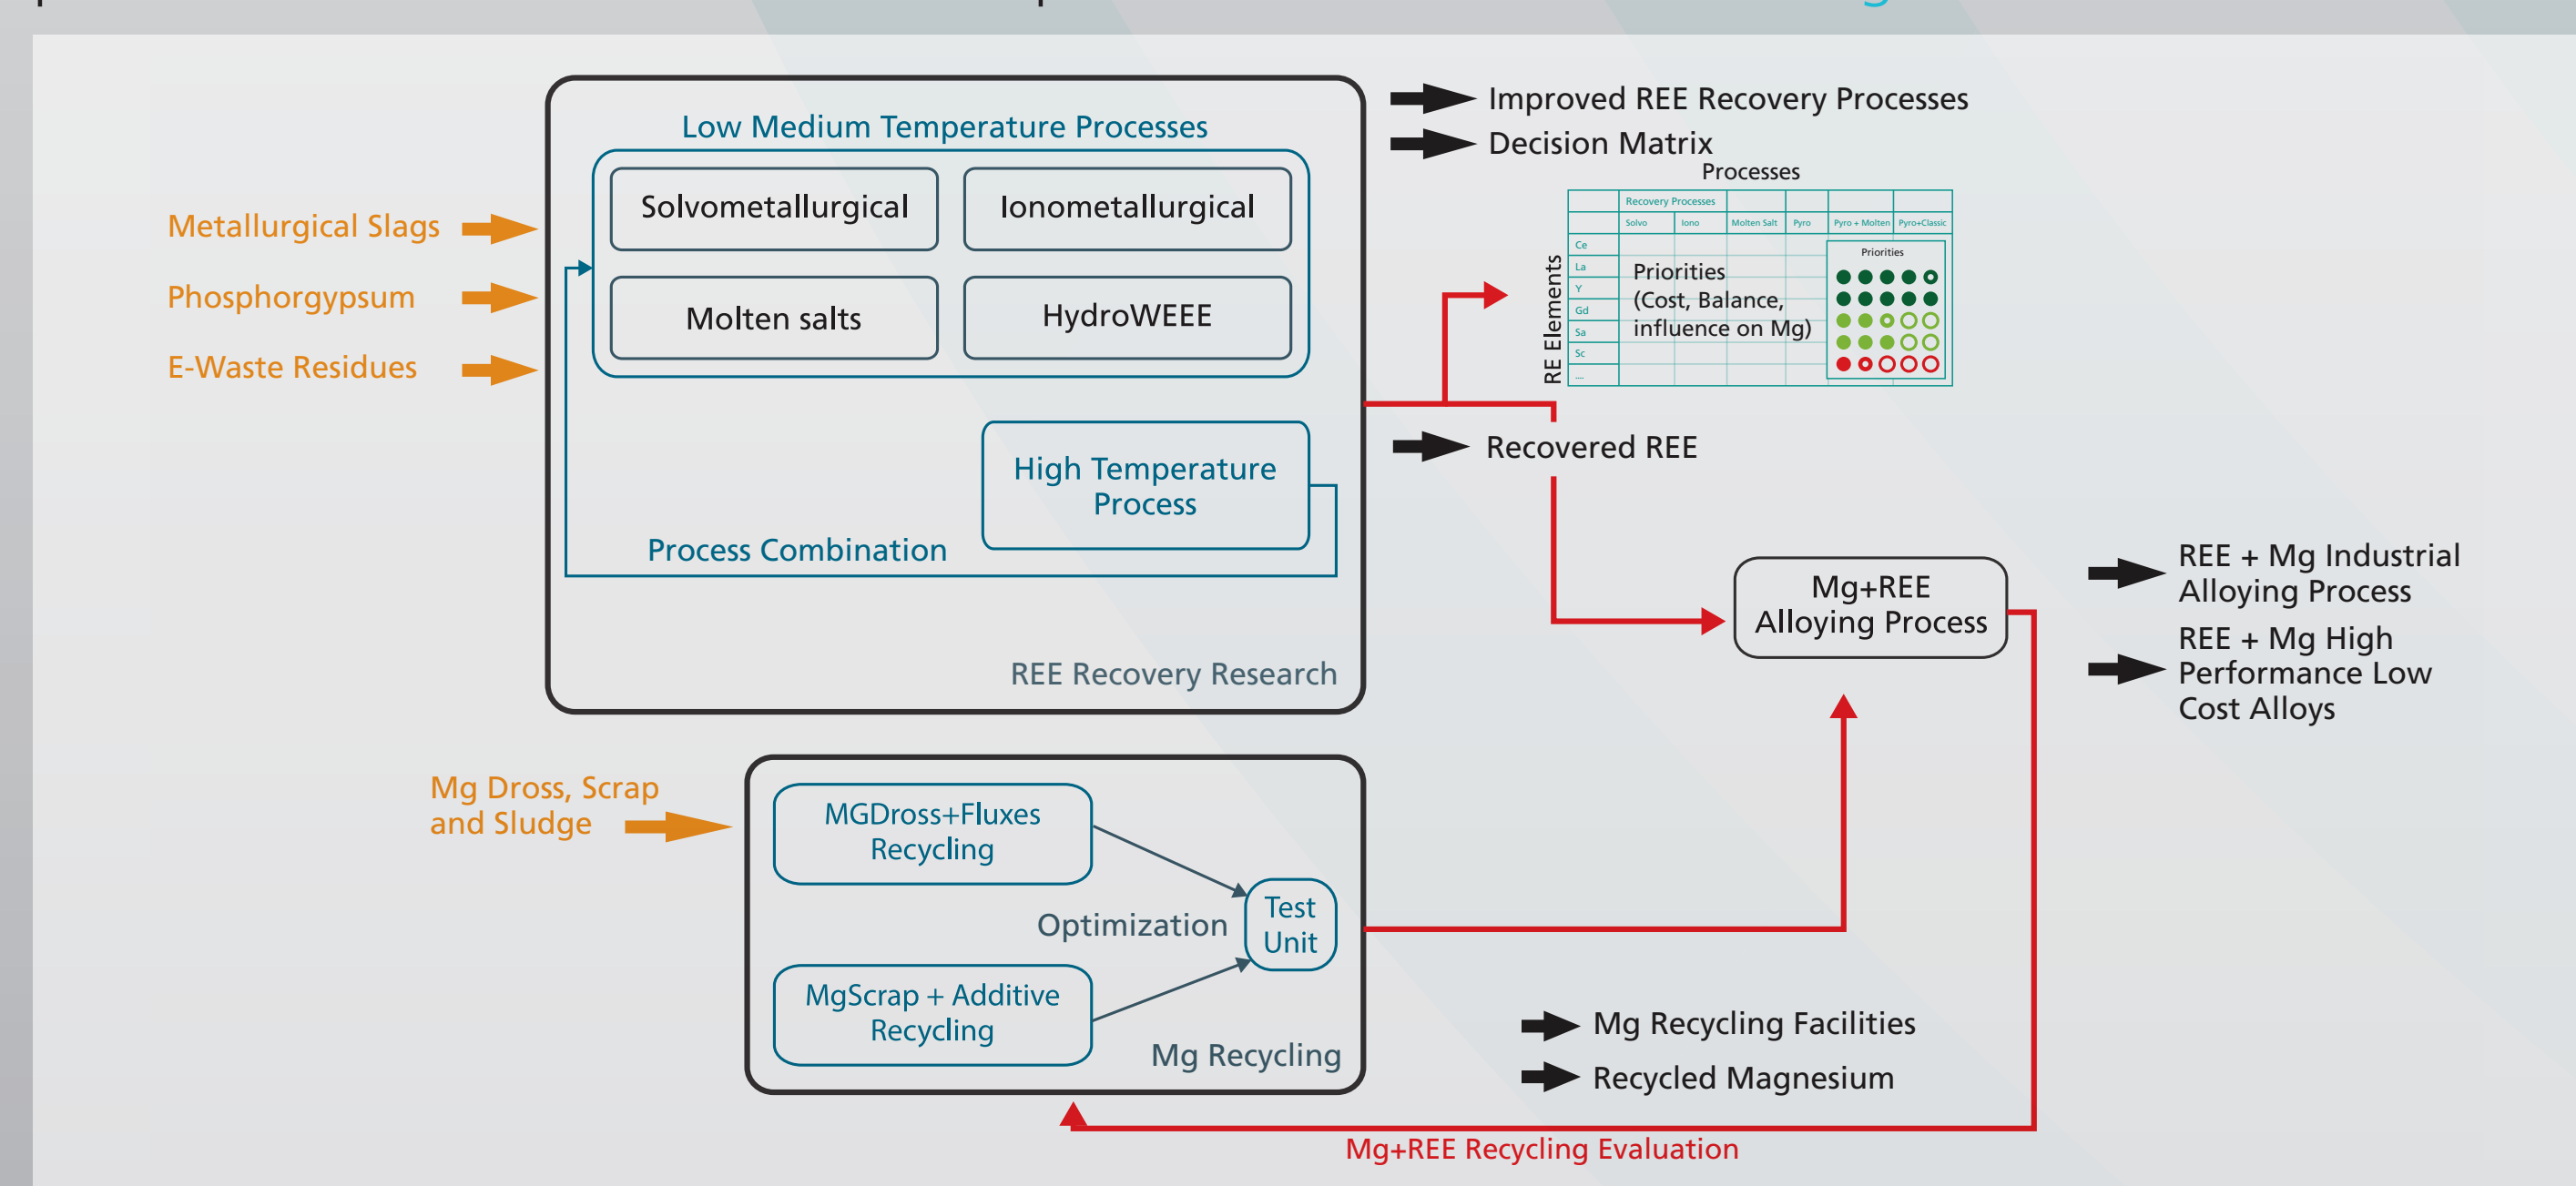 Low Medium Temperature Processes
Solvometallurgical
Ionometallurgical
Molten salts
HydroWEEE
High Temperature
Process
Process Combination
REE Recovery Research
Metallurgical Slags
Phosphorgypsum
E-Waste Residues
Improved REE Recovery Processes
Decision Matrix
Processes
Recovery Processes
Solvo
Iono
Molten Salt
Pyro
Pyro + Molten
Pyro+Classic
RE Elements
Ce
La
Y
Gd
Sa
Sc
....
Priorities
(Cost, Balance,
influence on Mg)
Priorities
Recovered REE
Mg+REE
Alloying Process
REE + Mg Industrial
Alloying Process
REE + Mg High
Performance Low
Cost Alloys
Mg Dross, Scrap
and Sludge
MGDross+Fluxes
Recycling
Optimization
Test
Unit
MgScrap + Additive
Recycling
Mg Recycling
Mg Recycling Facilities
Recycled Magnesium
Mg+REE Recycling Evaluation